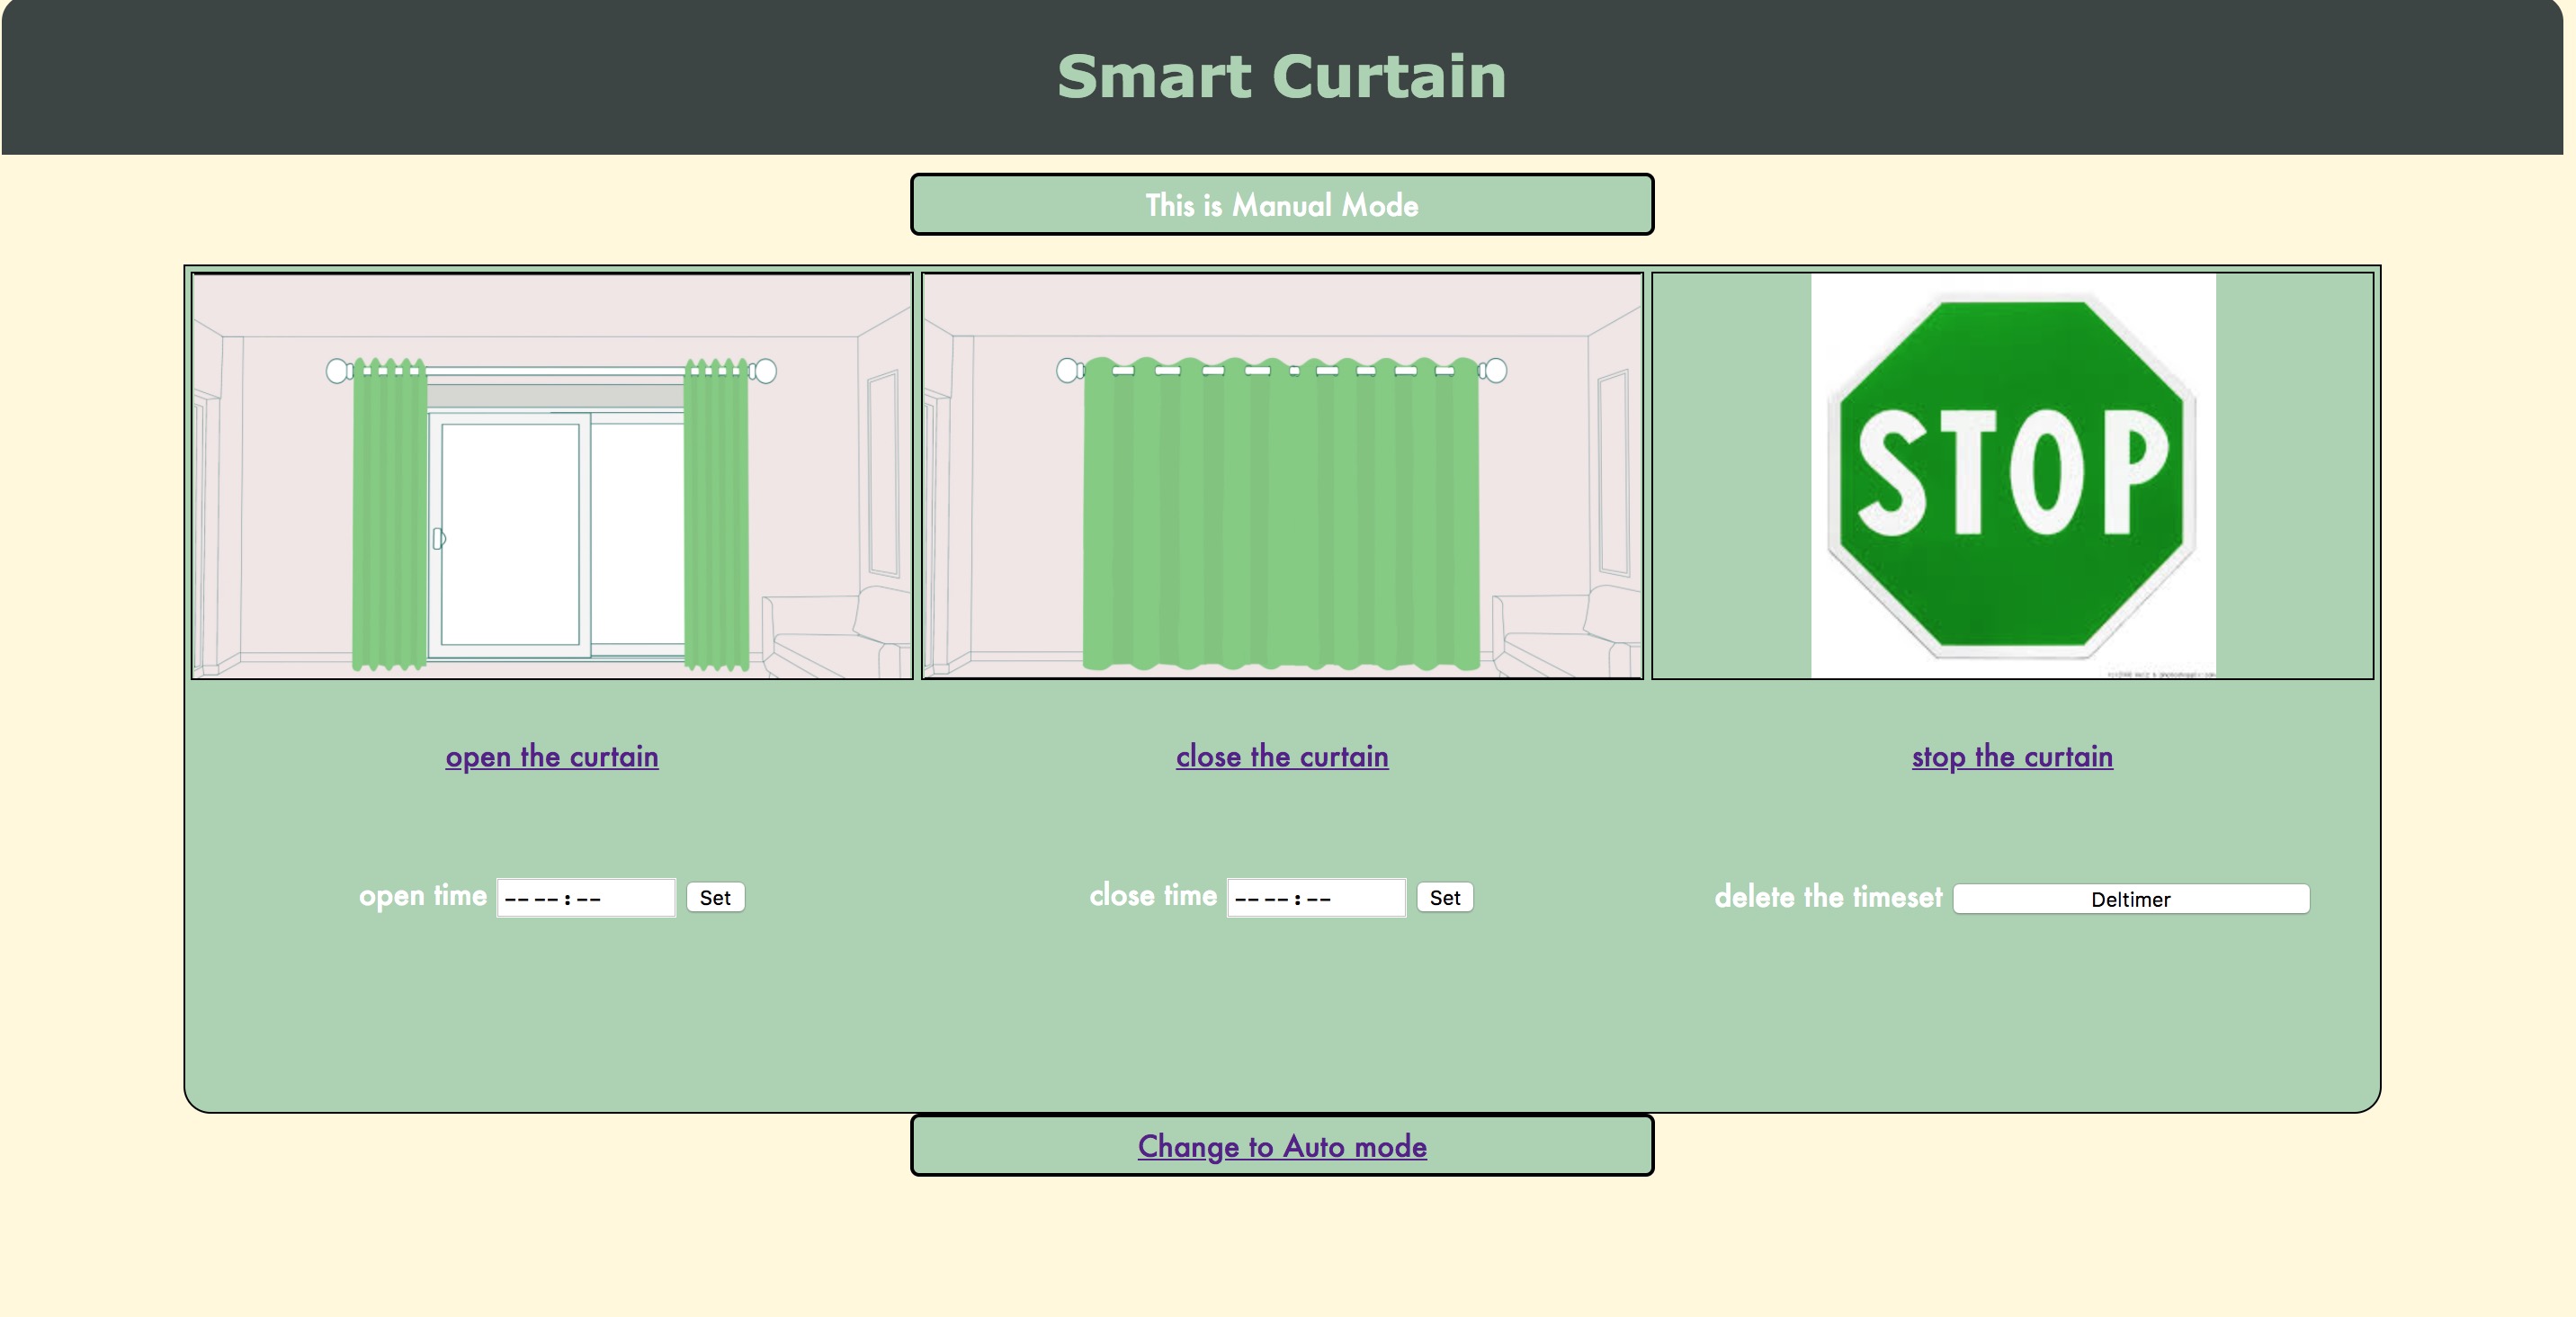 Smart Curtain
This is Manual Mode
STOP
open the curtain
close the curtain
stop the curtain
open time -- -- : -- Set
close time -- -- : -- Set
delete the timeset Deltimer
Change to Auto mode